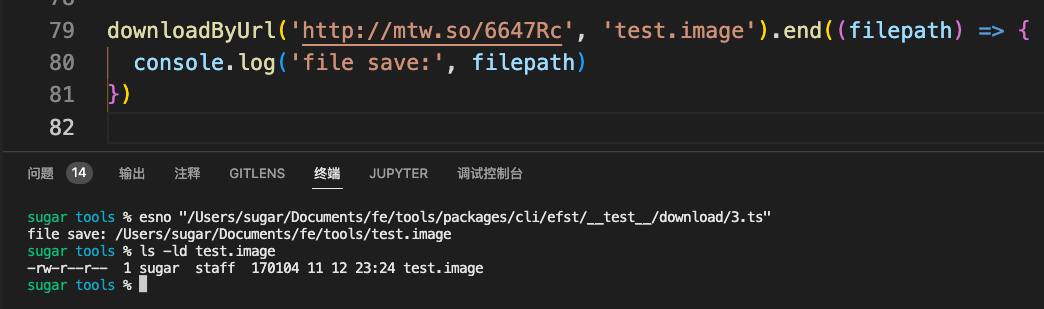 78
79 downloadByUrl('http://mtw.so/6647Rc', 'test.image').end((filepath) => {
80 console.log('file save:', filepath)
81 })
82
问题 14 输出 注释 GITLENS 终端 JUPYTER 调试控制台
sugar tools % esno "/Users/sugar/Documents/fe/tools/packages/cli/efst/__test__/download/3.ts"
file save: /Users/sugar/Documents/fe/tools/test.image
sugar tools % ls -ld test.image
-rw-r--r-- 1 sugar staff 170104 11 12 23:24 test.image
sugar tools %